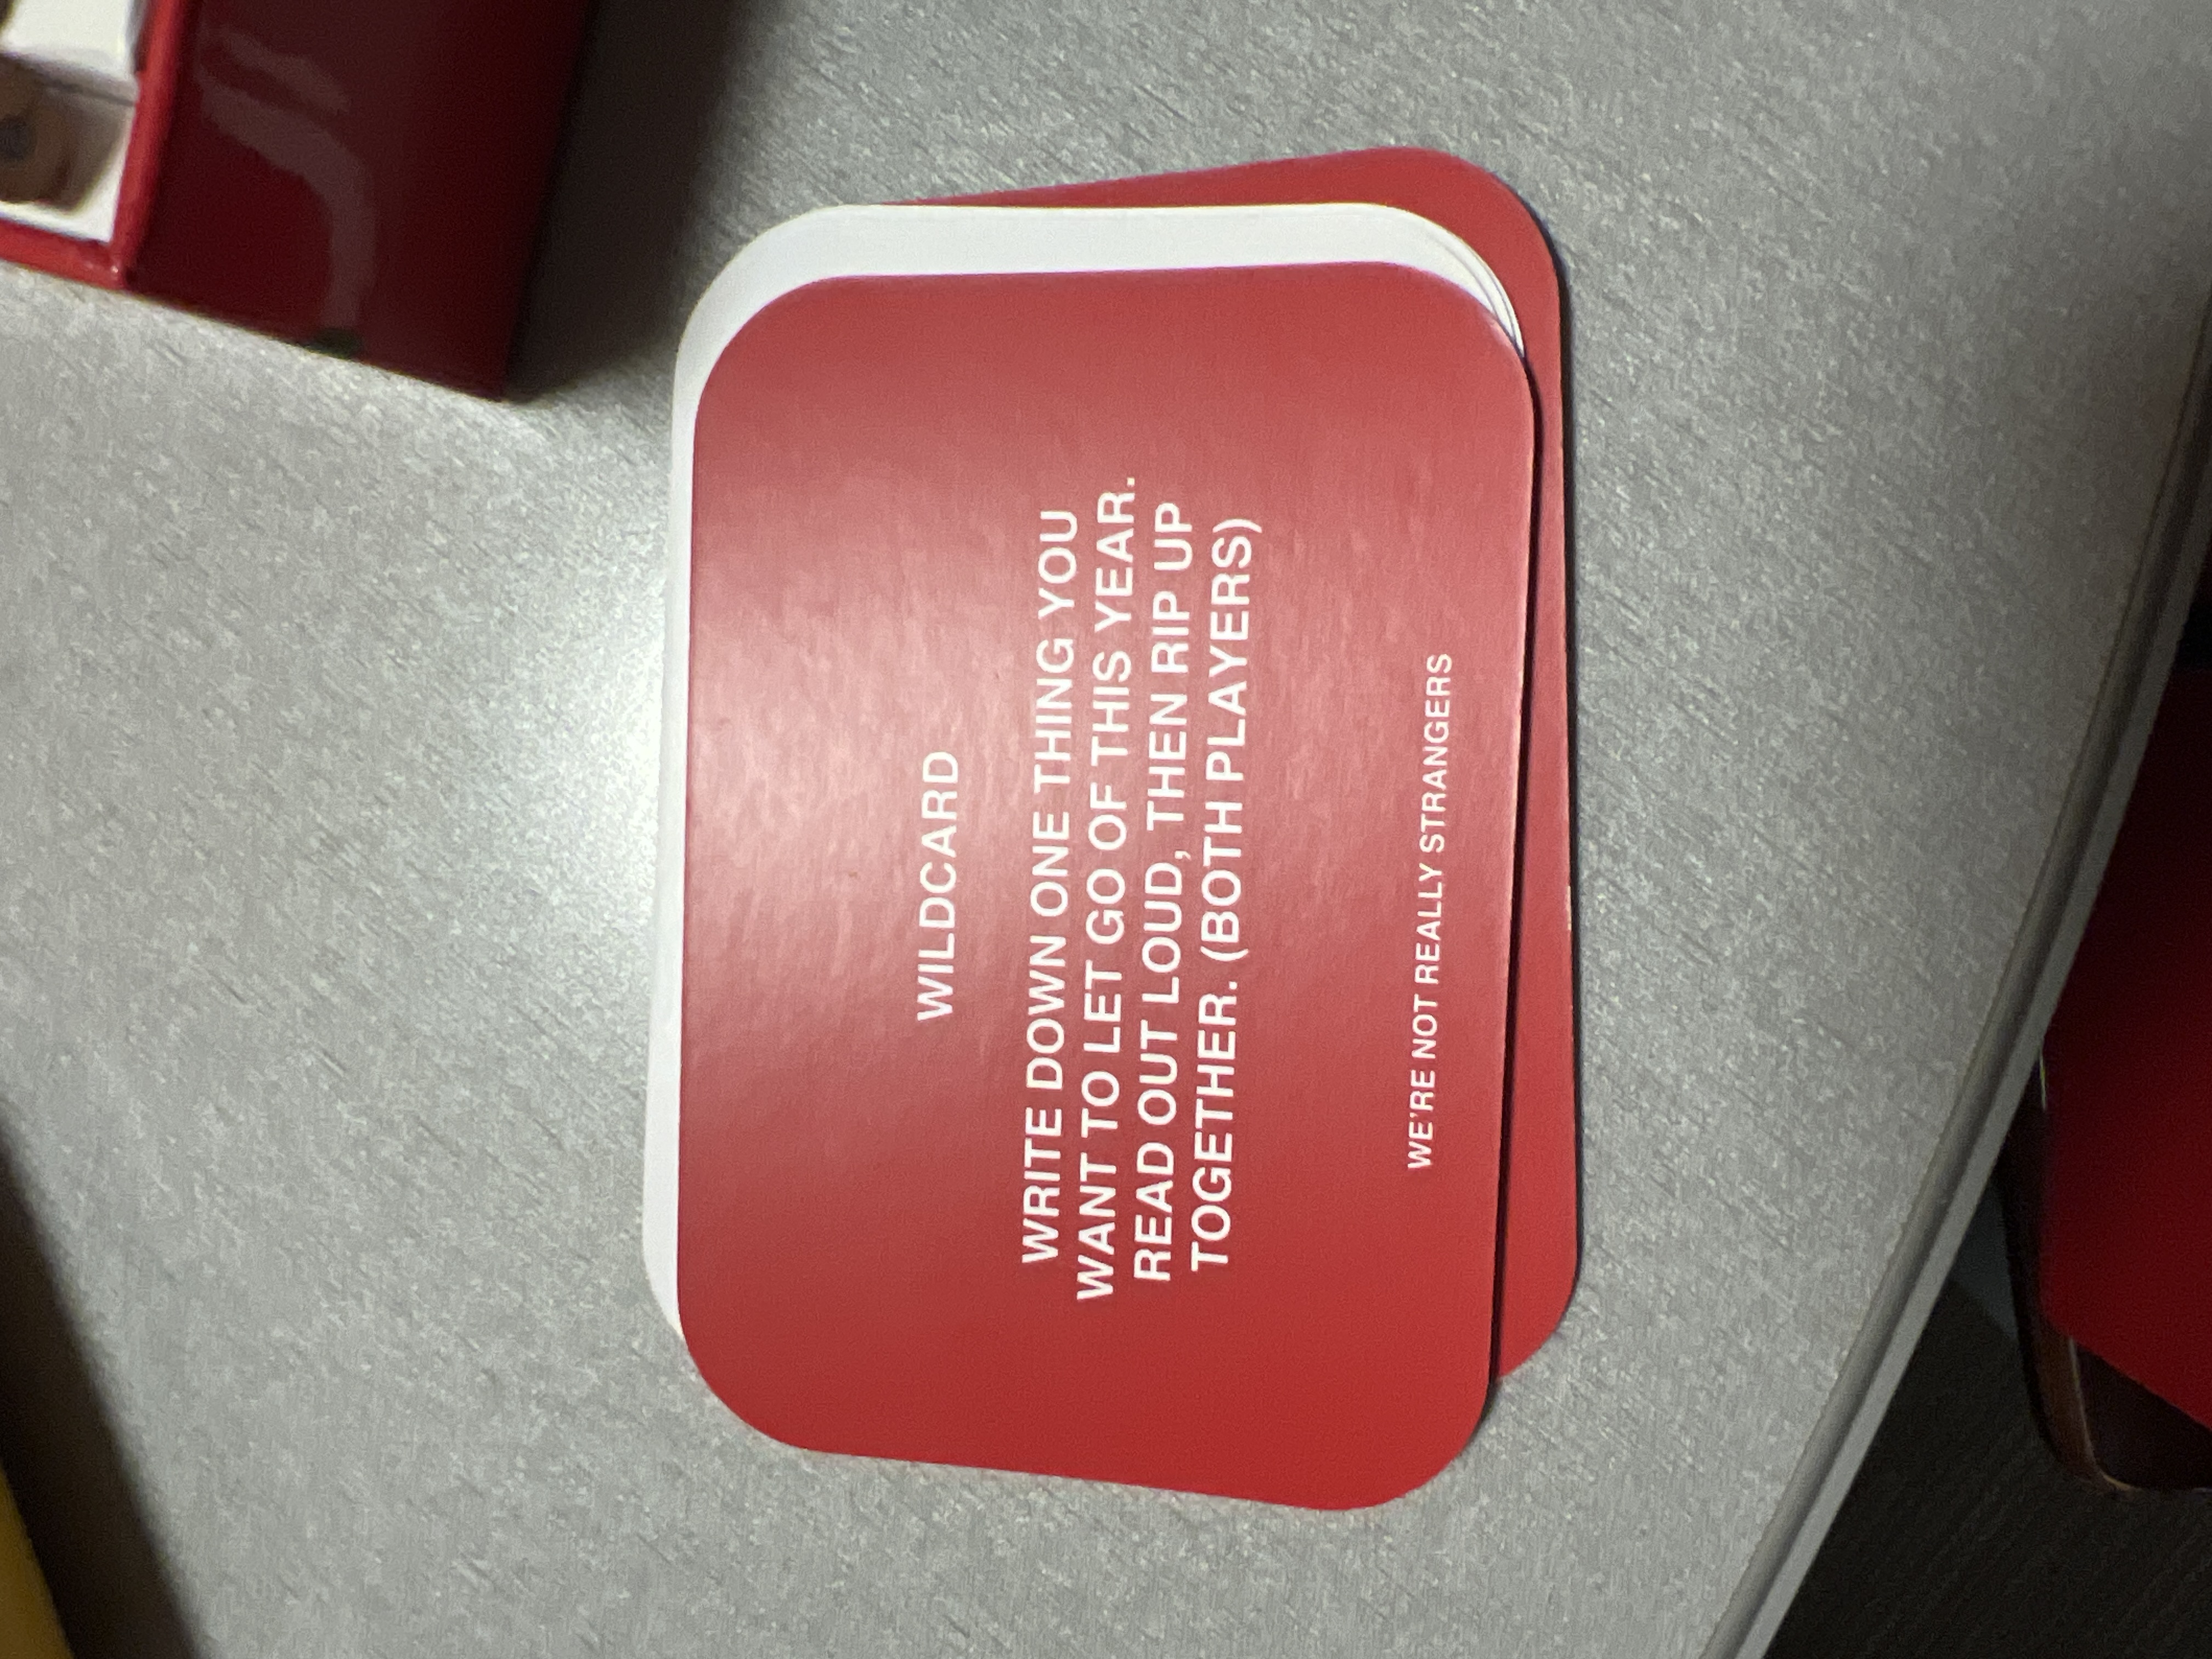 WILDCARD
WRITE DOWN ONE THING YOU
WANT TO LET GO OF THIS YEAR.
READ OUT LOUD, THEN RIP UP
TOGETHER. (BOTH PLAYERS)
WE'RE NOT REALLY STRANGERS